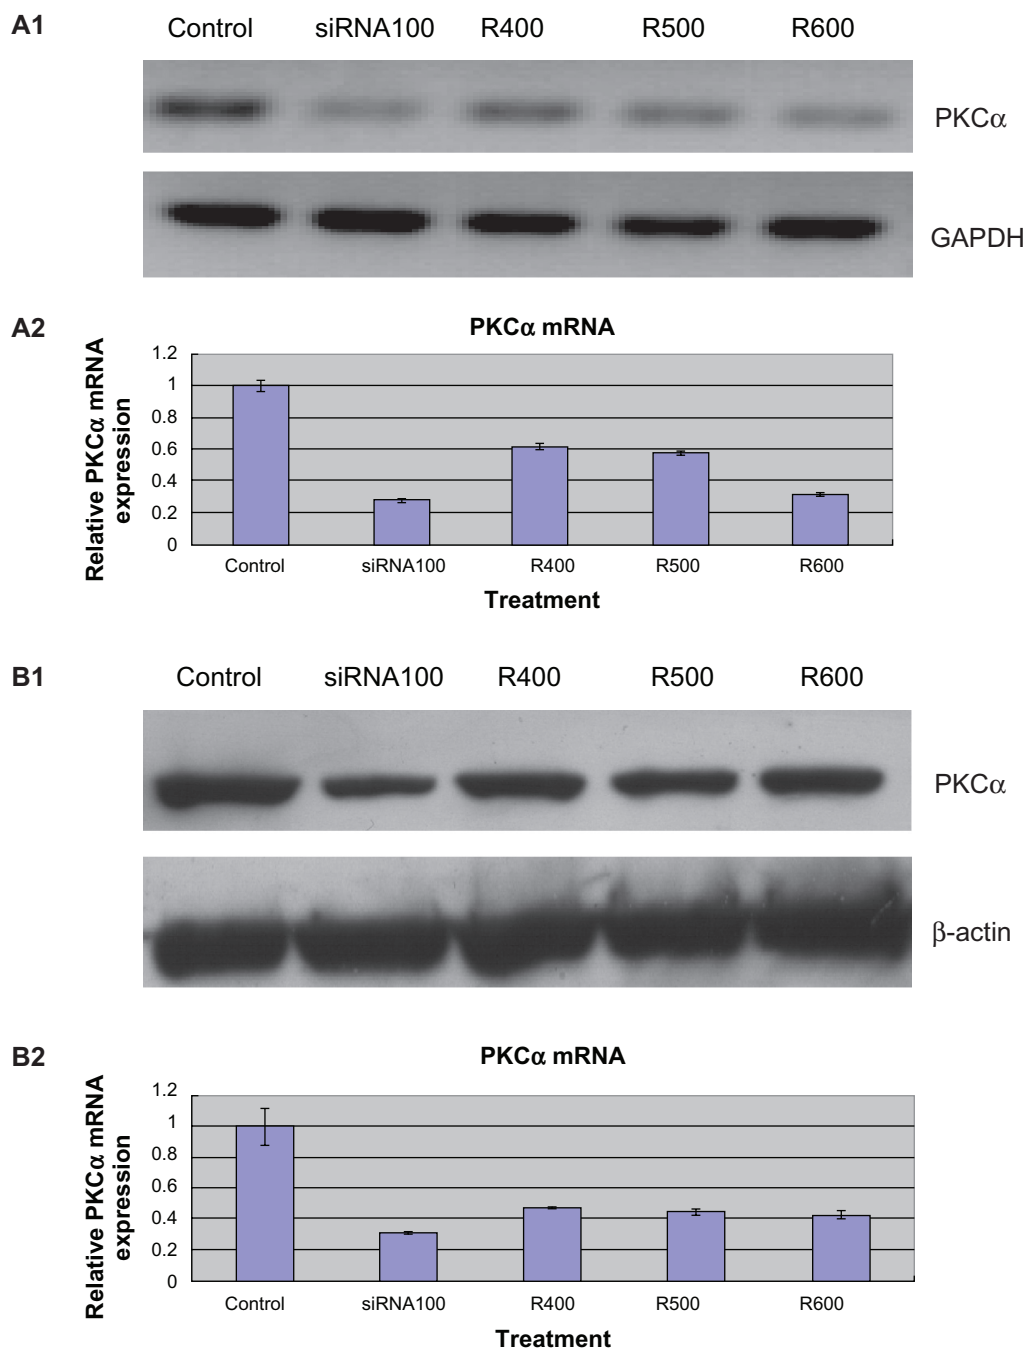 A1
Control siRNA100 R400 R500 R600
PKCα
GAPDH
A2
PKCα mRNA
Relative PKCα mRNA
expression
1.2
1
0.8
0.6
0.4
0.2
0
Control siRNA100 R400 R500 R600
Treatment
B1
Control siRNA100 R400 R500 R600
PKCα
β-actin
B2
PKCα mRNA
Relative PKCα mRNA
expression
1.2
1
0.8
0.6
0.4
0.2
0
Control siRNA100 R400 R500 R600
Treatment